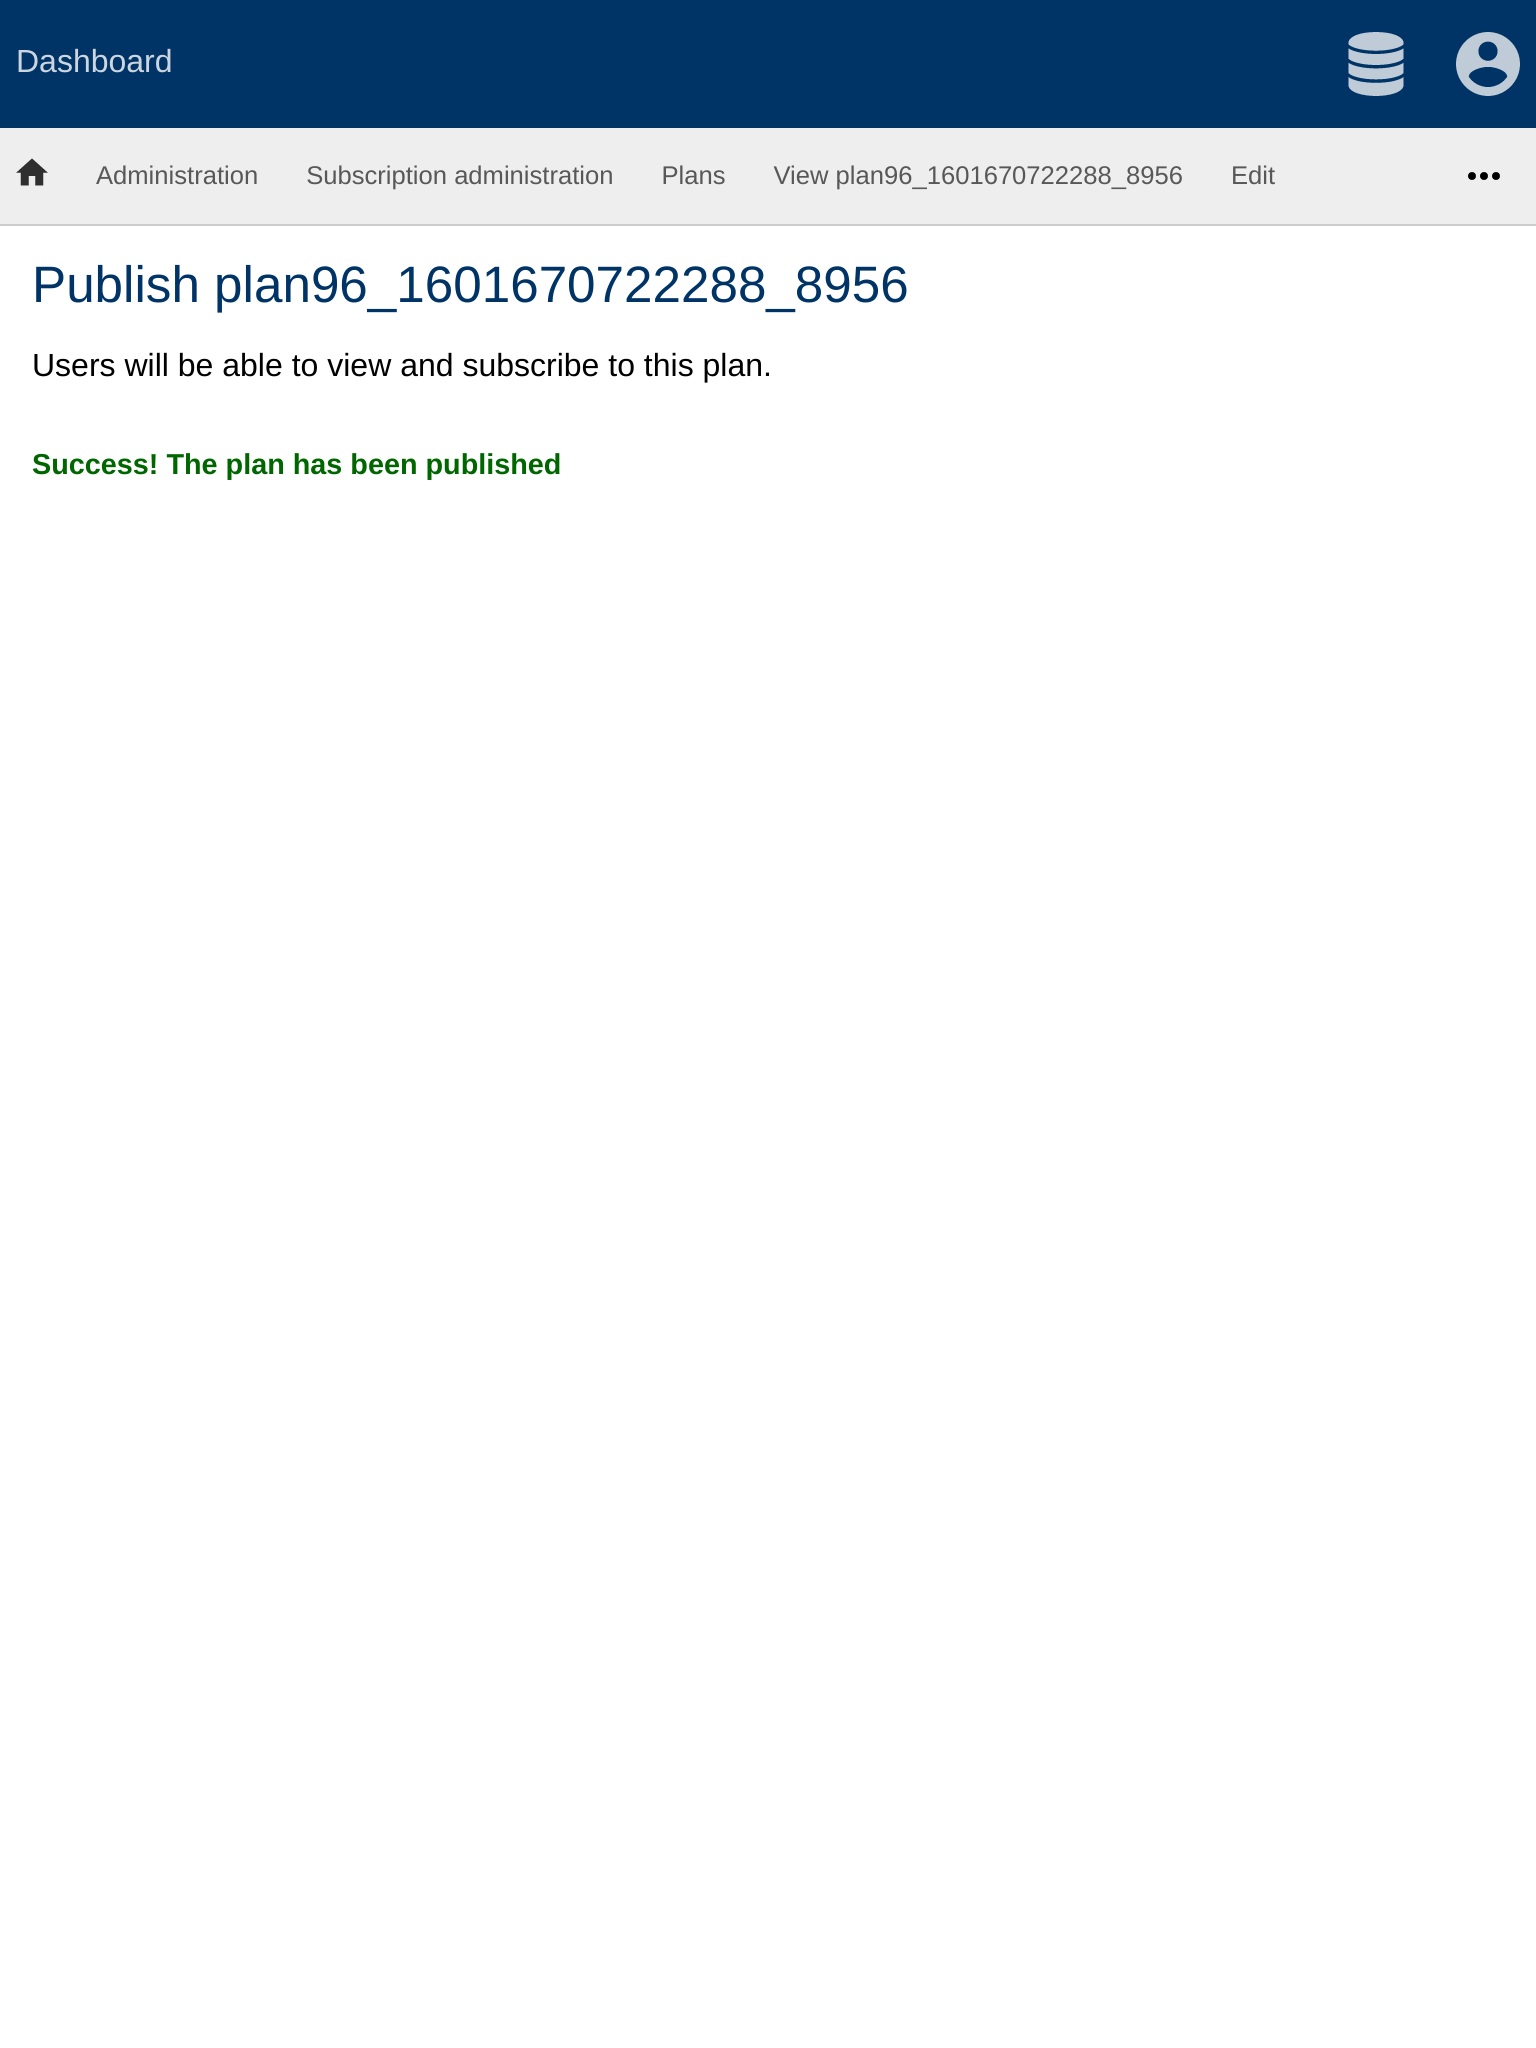 Dashboard
Administration Subscription administration Plans View plan96_1601670722288_8956 Edit
Publish plan96_1601670722288_8956
Users will be able to view and subscribe to this plan.
Success! The plan has been published